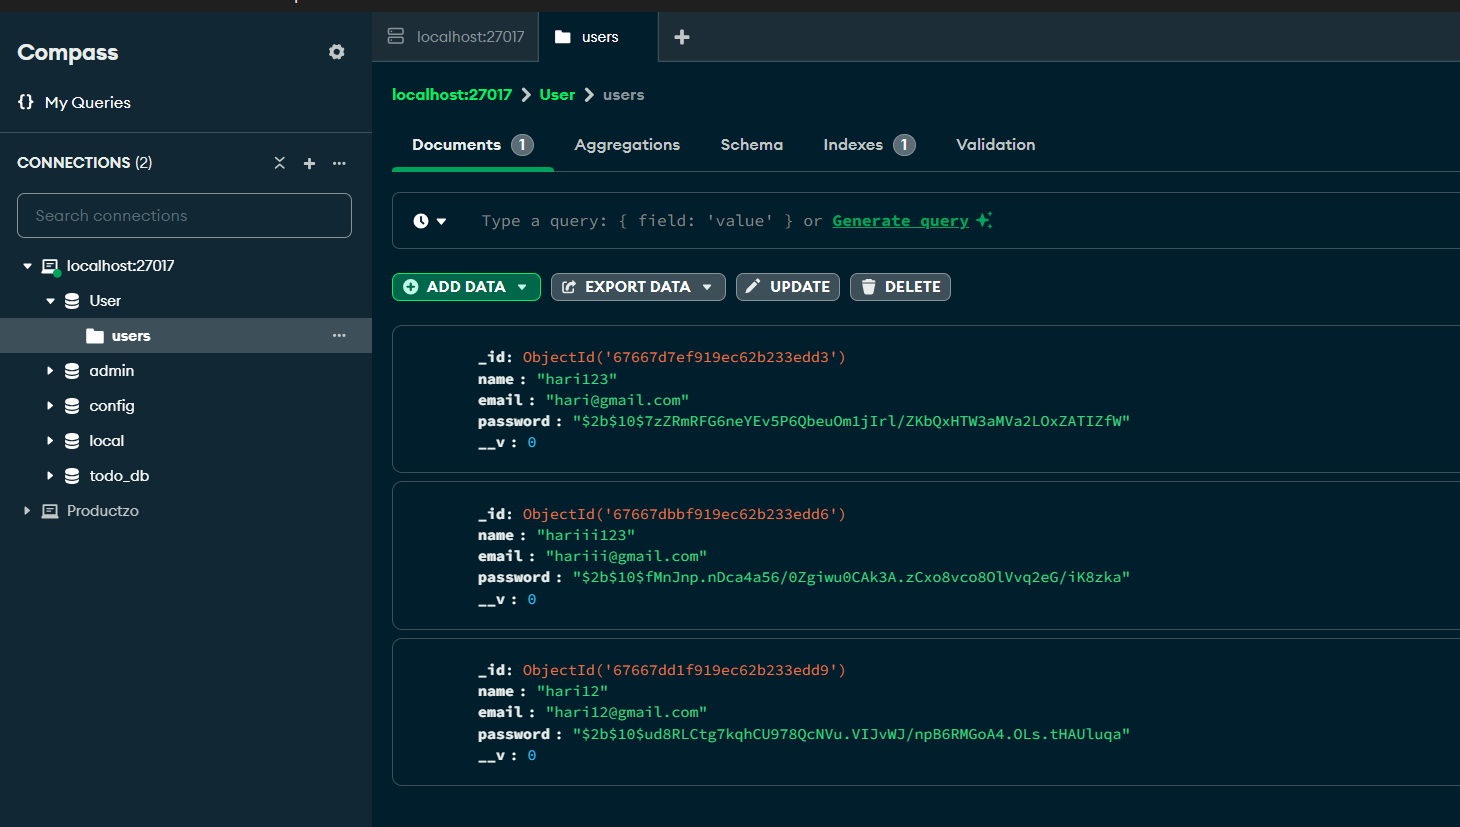 Compass
{} My Queries
CONNECTIONS (2)
Search connections
localhost:27017
User
users
admin
config
local
todo_db
Productzo
localhost:27017
users
localhost:27017 > User > users
Documents 1 Aggregations Schema Indexes 1 Validation
Type a query: { field: 'value' } or Generate query
ADD DATA EXPORT DATA UPDATE DELETE
_id: ObjectId('67667d7ef919ec62b233edd3')
name : "hari123"
email : "hari@gmail.com"
password : "$2b$10$7zZRmRFG6neYEv5P6QbeuOm1jIrl/ZKbQxHTW3aMVa2LOxZATIZfW"
__v : 0
_id: ObjectId('67667dbbf919ec62b233edd6')
name : "hariii123"
email : "hariii@gmail.com"
password : "$2b$10$fMnJnp.nDca4a56/0Zgiwu0CAk3A.zCxo8vco8OlVvq2eG/iK8zka"
__v : 0
_id: ObjectId('67667dd1f919ec62b233edd9')
name : "hari12"
email : "hari12@gmail.com"
password : "$2b$10$ud8RLCtg7kqhCU978QcNVu.VIJvWJ/npB6RMGoA4.OLs.tHAUluqa"
__v : 0